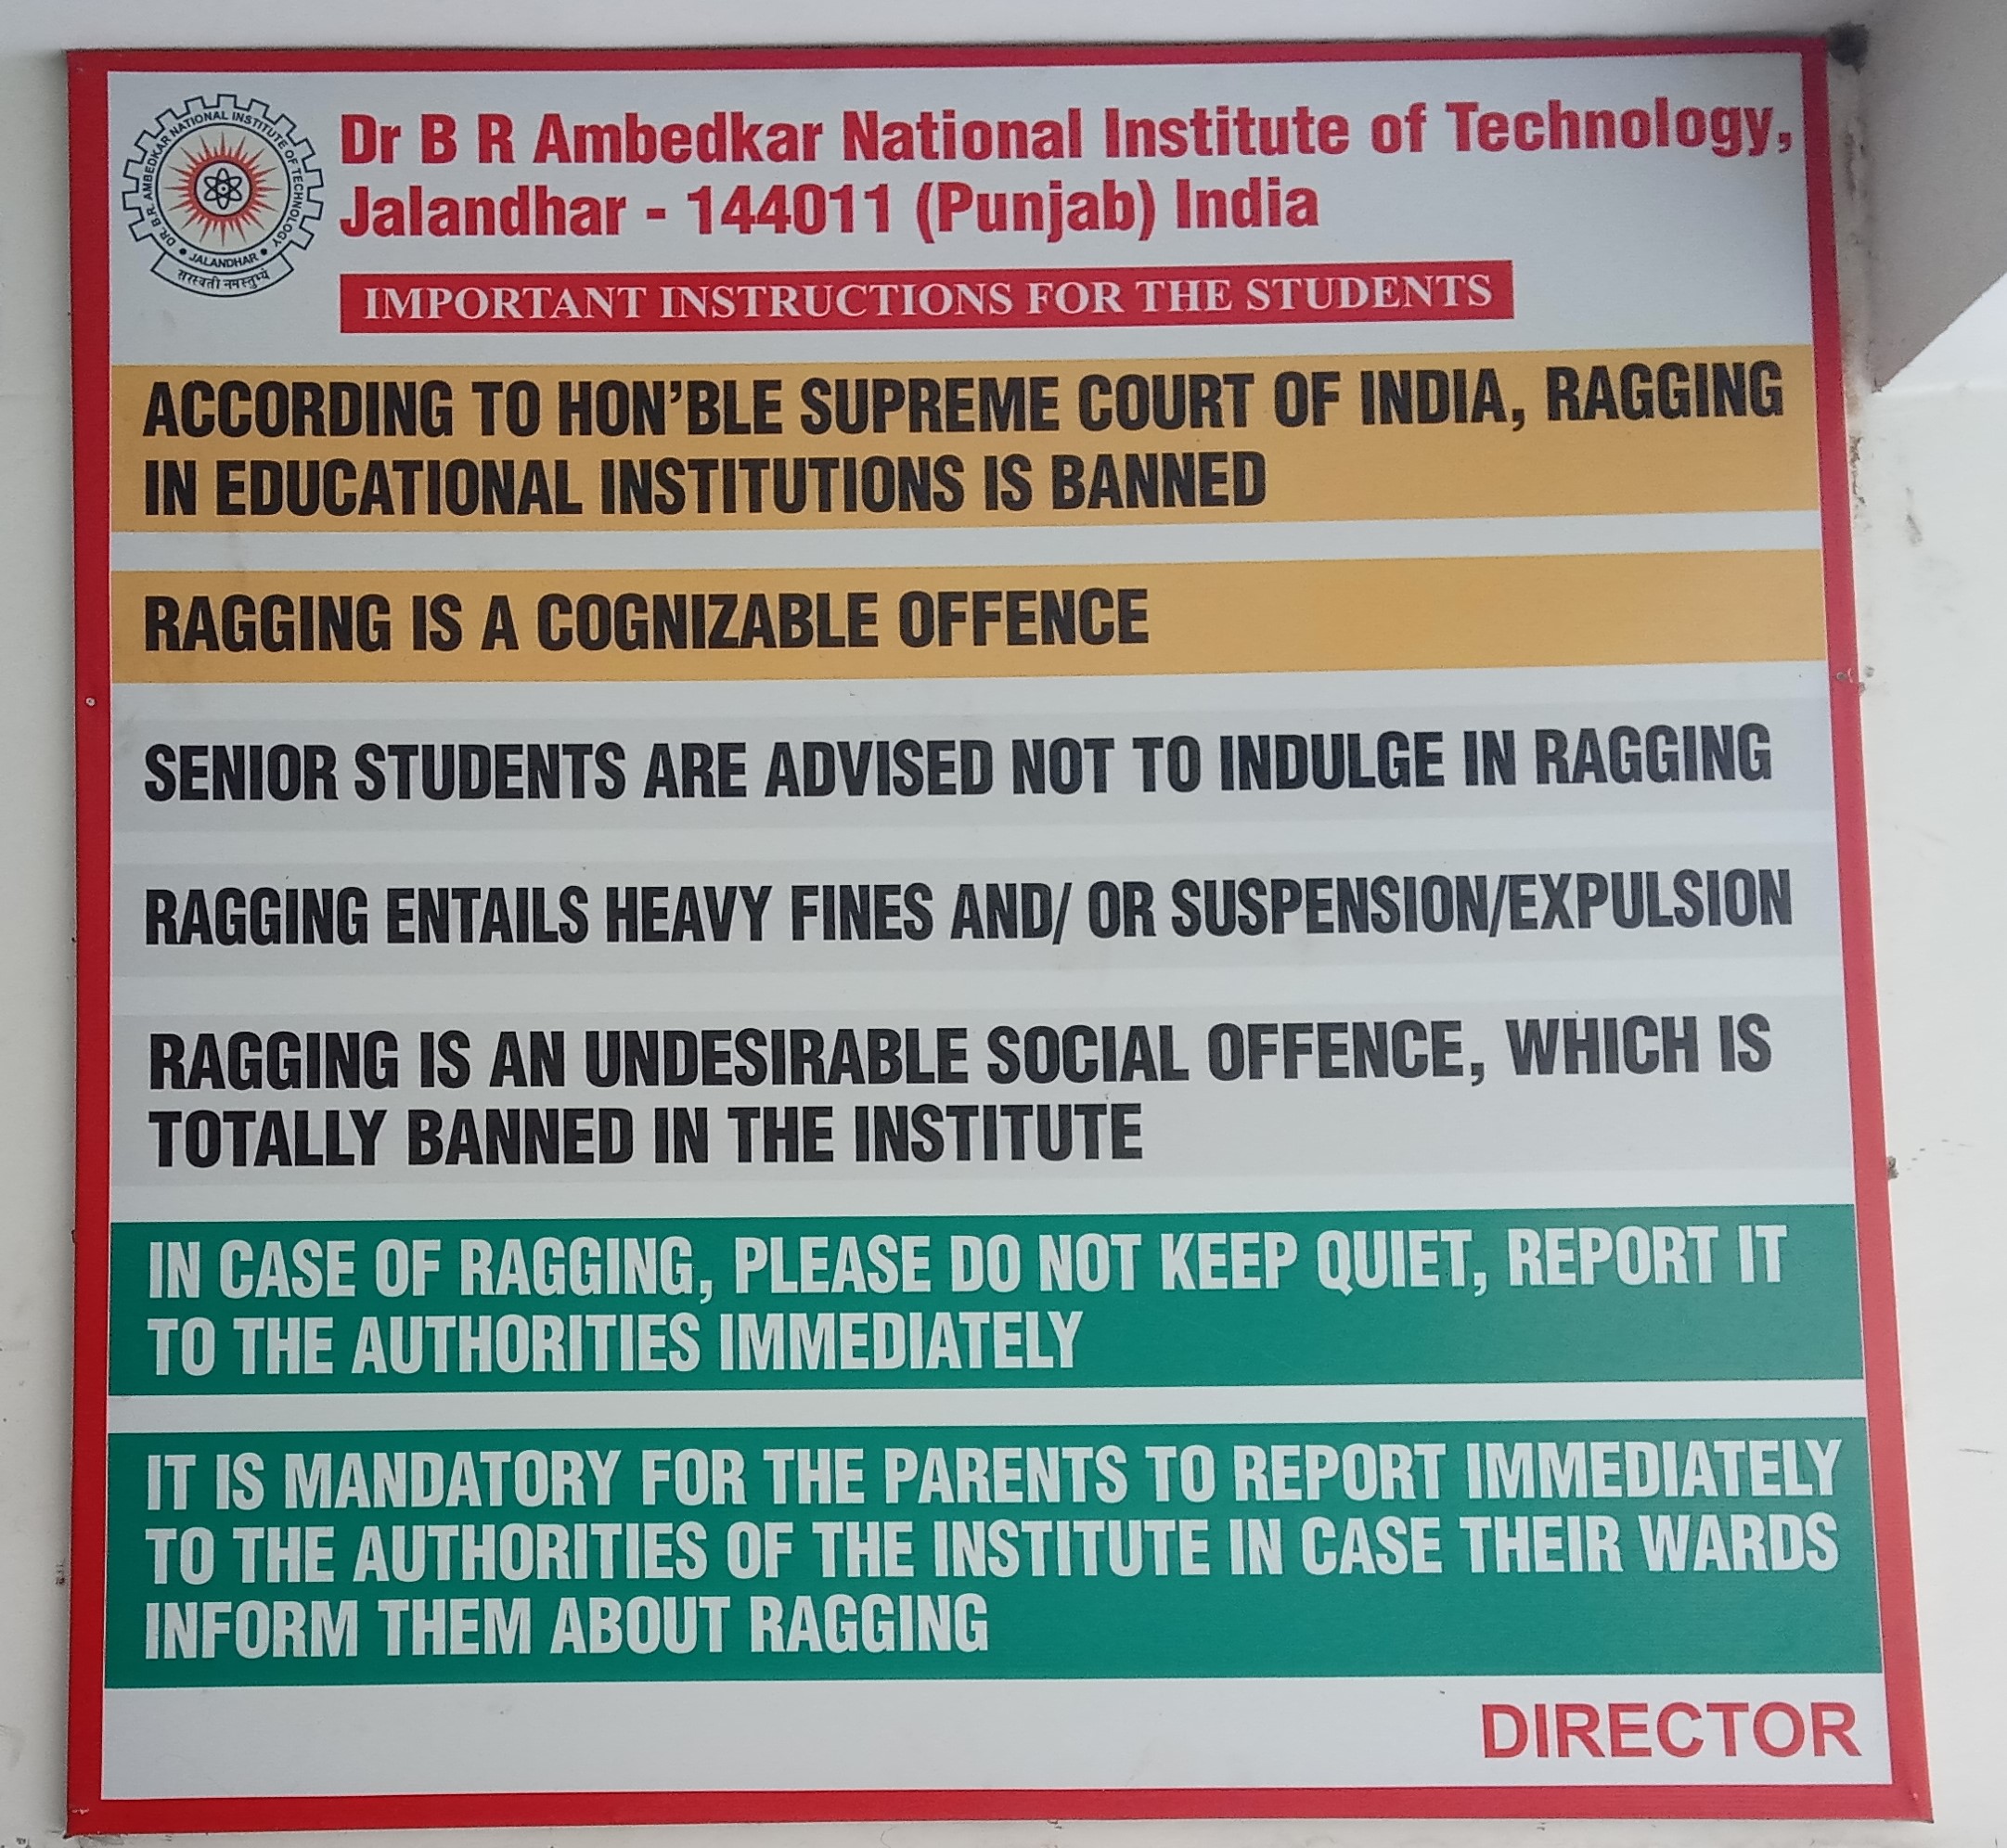 DR. B.R. AMBEDKAR NATIONAL INSTITUTE OF TECHNOLOGY
JALANDHAR
सरस्वती नमस्तुभ्यं
Dr B R Ambedkar National Institute of Technology,
Jalandhar - 144011 (Punjab) India
IMPORTANT INSTRUCTIONS FOR THE STUDENTS
ACCORDING TO HON'BLE SUPREME COURT OF INDIA, RAGGING
IN EDUCATIONAL INSTITUTIONS IS BANNED
RAGGING IS A COGNIZABLE OFFENCE
SENIOR STUDENTS ARE ADVISED NOT TO INDULGE IN RAGGING
RAGGING ENTAILS HEAVY FINES AND/ OR SUSPENSION/EXPULSION
RAGGING IS AN UNDESIRABLE SOCIAL OFFENCE, WHICH IS
TOTALLY BANNED IN THE INSTITUTE
IN CASE OF RAGGING, PLEASE DO NOT KEEP QUIET, REPORT IT
TO THE AUTHORITIES IMMEDIATELY
IT IS MANDATORY FOR THE PARENTS TO REPORT IMMEDIATELY
TO THE AUTHORITIES OF THE INSTITUTE IN CASE THEIR WARDS
INFORM THEM ABOUT RAGGING
DIRECTOR